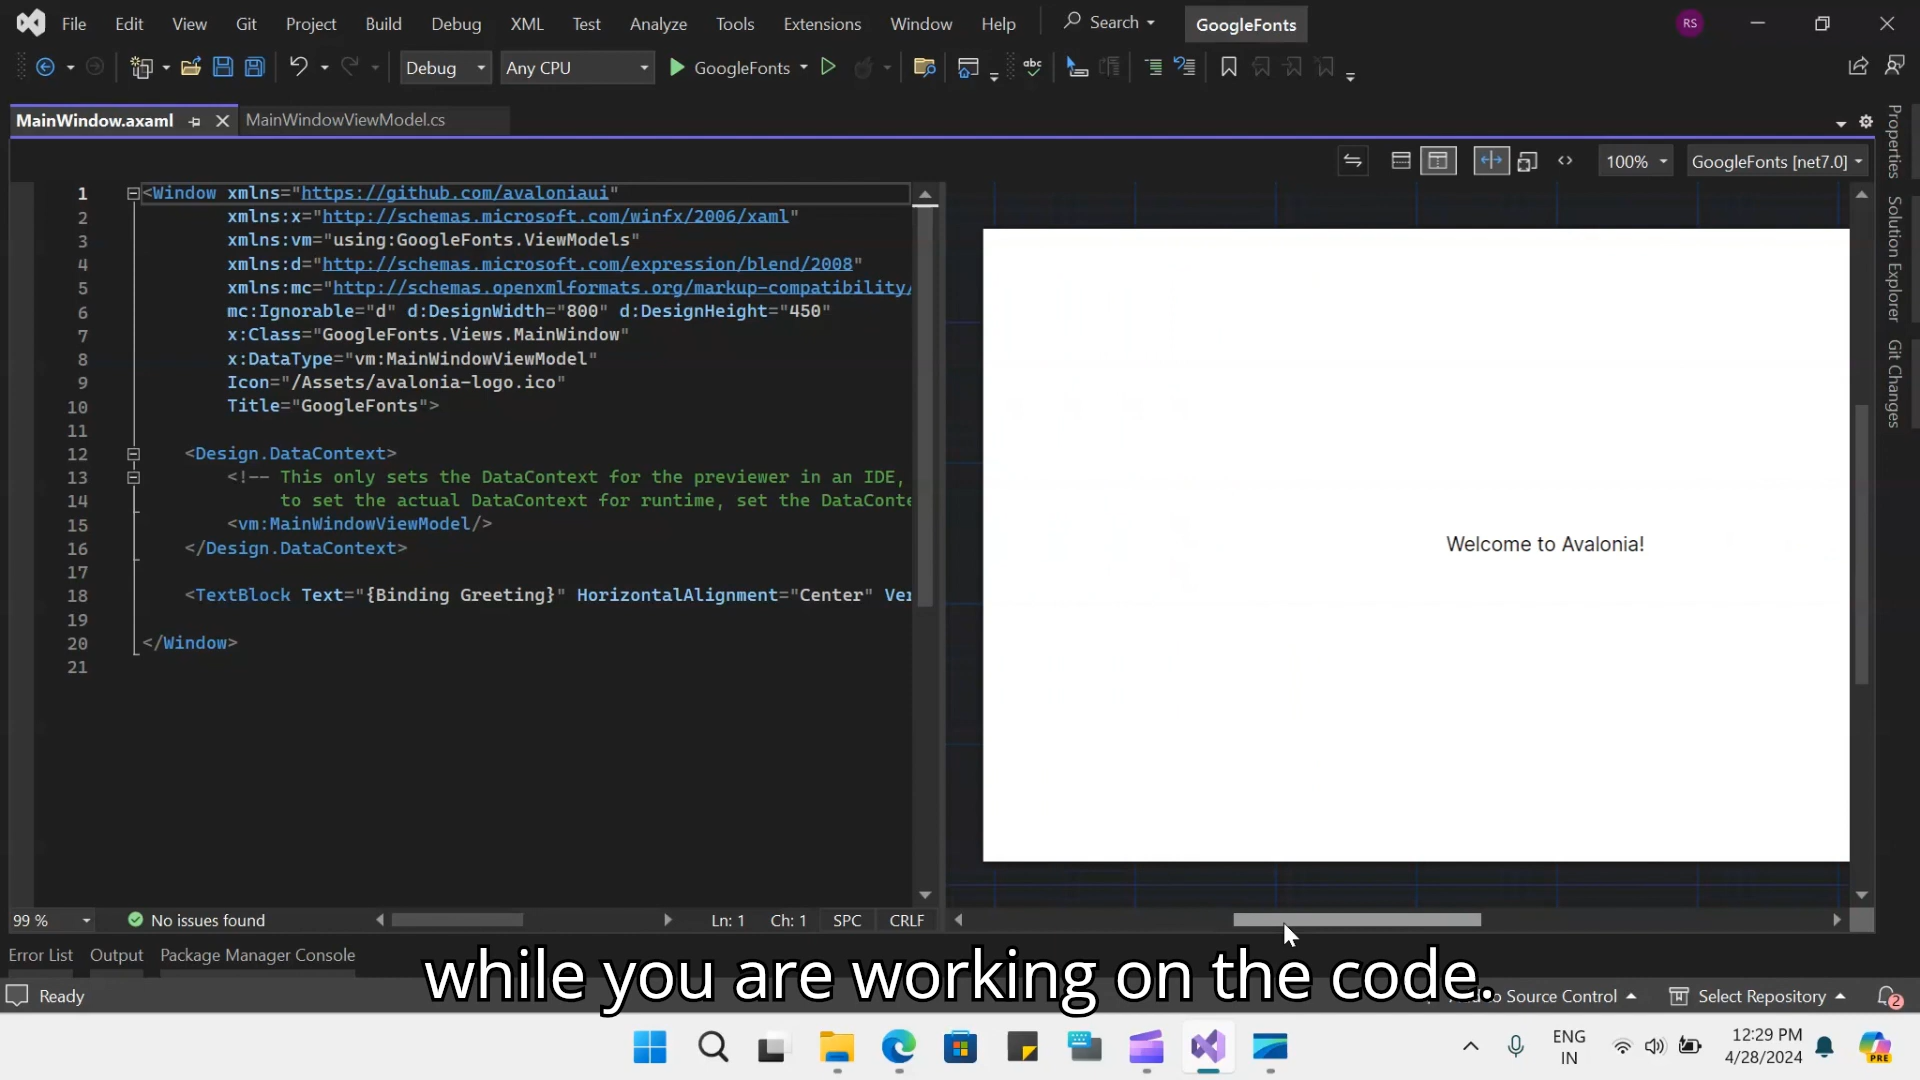 File Edit View Git Project Build Debug XML Test Analyze Tools Extensions Window Help Search GoogleFonts RS
Debug Any CPU GoogleFonts
MainWindow.axaml MainWindowViewModel.cs
100% GoogleFonts [net7.0]
Properties
Solution Explorer
Git Changes
1 <Window xmlns="https://github.com/avaloniaui"
2 xmlns:x="http://schemas.microsoft.com/winfx/2006/xaml"
3 xmlns:vm="using:GoogleFonts.ViewModels"
4 xmlns:d="http://schemas.microsoft.com/expression/blend/2008"
5 xmlns:mc="http://schemas.openxmlformats.org/markup-compatibility/
6 mc:Ignorable="d" d:DesignWidth="800" d:DesignHeight="450"
7 x:Class="GoogleFonts.Views.MainWindow"
8 x:DataType="vm:MainWindowViewModel"
9 Icon="/Assets/avalonia-logo.ico"
10 Title="GoogleFonts">
11
12 <Design.DataContext>
13 <!-- This only sets the DataContext for the previewer in an IDE,
14 to set the actual DataContext for runtime, set the DataConte
15 <vm:MainWindowViewModel/>
16 </Design.DataContext>
17
18 <TextBlock Text="{Binding Greeting}" HorizontalAlignment="Center" Ver
19
20 </Window>
21
Welcome to Avalonia!
99 % No issues found Ln: 1 Ch: 1 SPC CRLF
Error List Output Package Manager Console
while you are working on the code.
Ready to Source Control Select Repository 2
ENG
IN
12:29 PM
4/28/2024
PRE